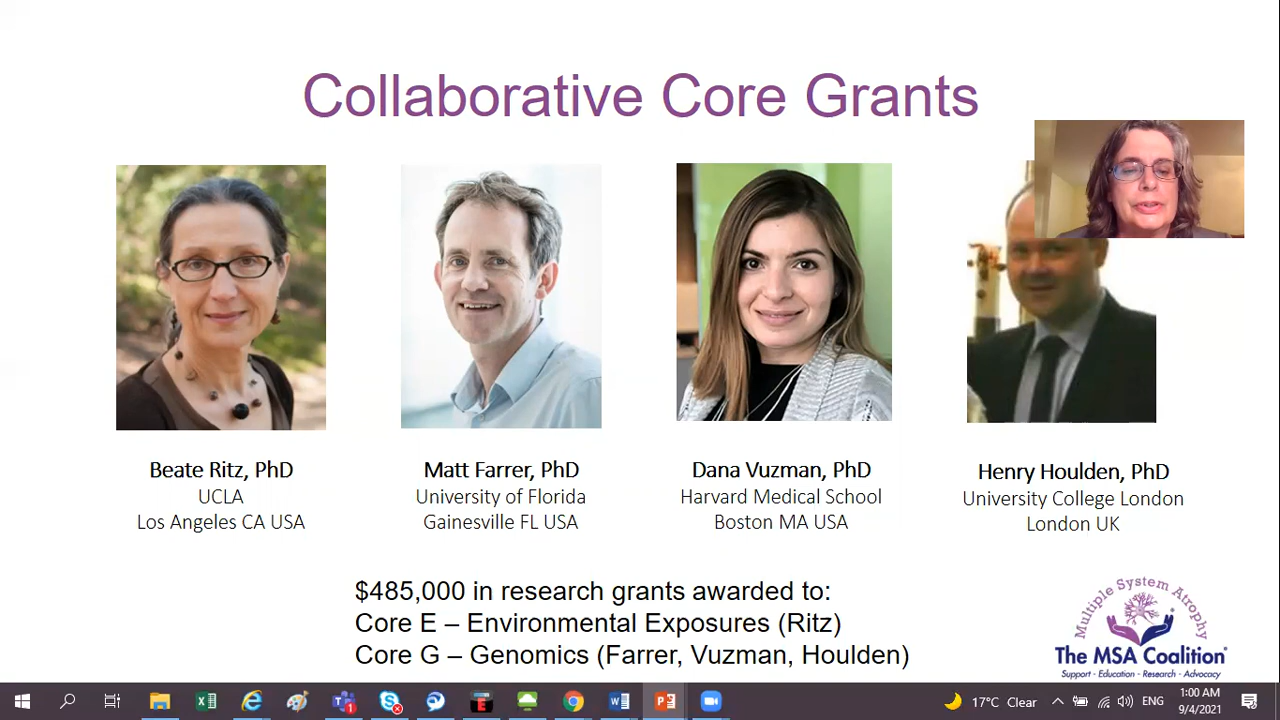 Collaborative Core Grants
Beate Ritz, PhD
UCLA
Los Angeles CA USA
Matt Farrer, PhD
University of Florida
Gainesville FL USA
Dana Vuzman, PhD
Harvard Medical School
Boston MA USA
Henry Houlden, PhD
University College London
London UK
$485,000 in research grants awarded to:
Core E – Environmental Exposures (Ritz)
Core G – Genomics (Farrer, Vuzman, Houlden)
Multiple System Atrophy
The MSA Coalition®
Support - Education - Research - Advocacy
17°C Clear
ENG
1:00 AM
9/4/2021